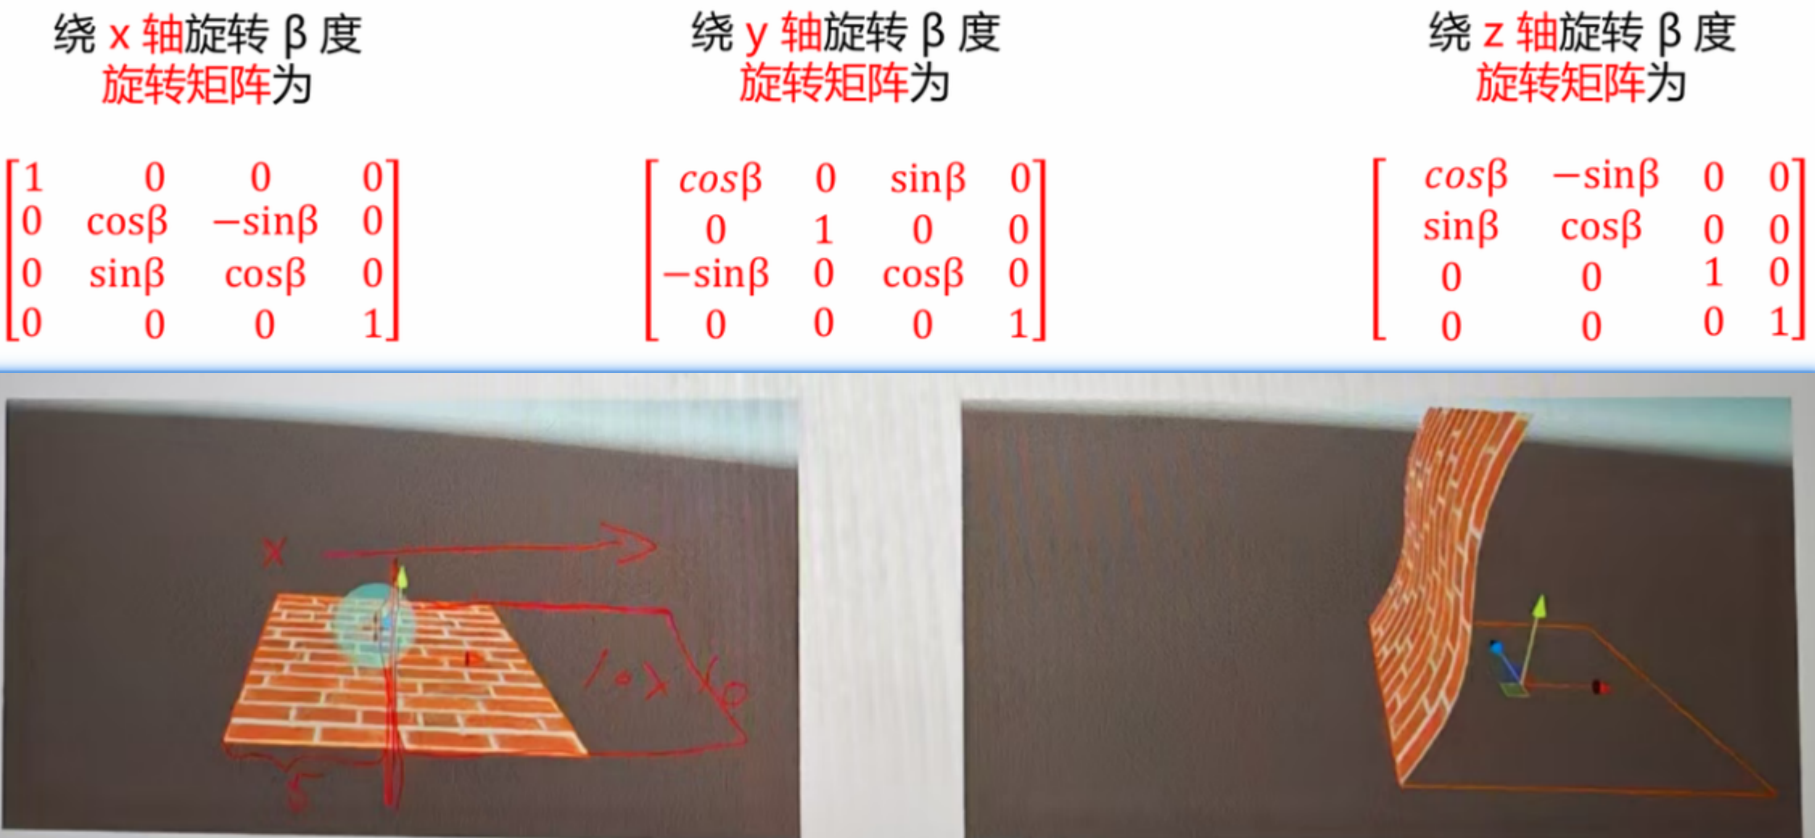 绕 x 轴旋转 β 度
旋转矩阵为
1 0 0 0
0 cosβ −sinβ 0
0 sinβ cosβ 0
0 0 0 1
绕 y 轴旋转 β 度
旋转矩阵为
cosβ 0 sinβ 0
0 1 0 0
−sinβ 0 cosβ 0
0 0 0 1
绕 z 轴旋转 β 度
旋转矩阵为
cosβ −sinβ 0 0
sinβ cosβ 0 0
0 0 1 0
0 0 0 1
x
10x10
5